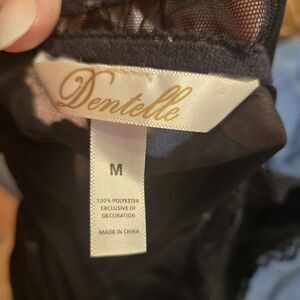 Dentelle
M
100% POLYESTER
EXCLUSIVE OF
DECORATION
MADE IN CHINA